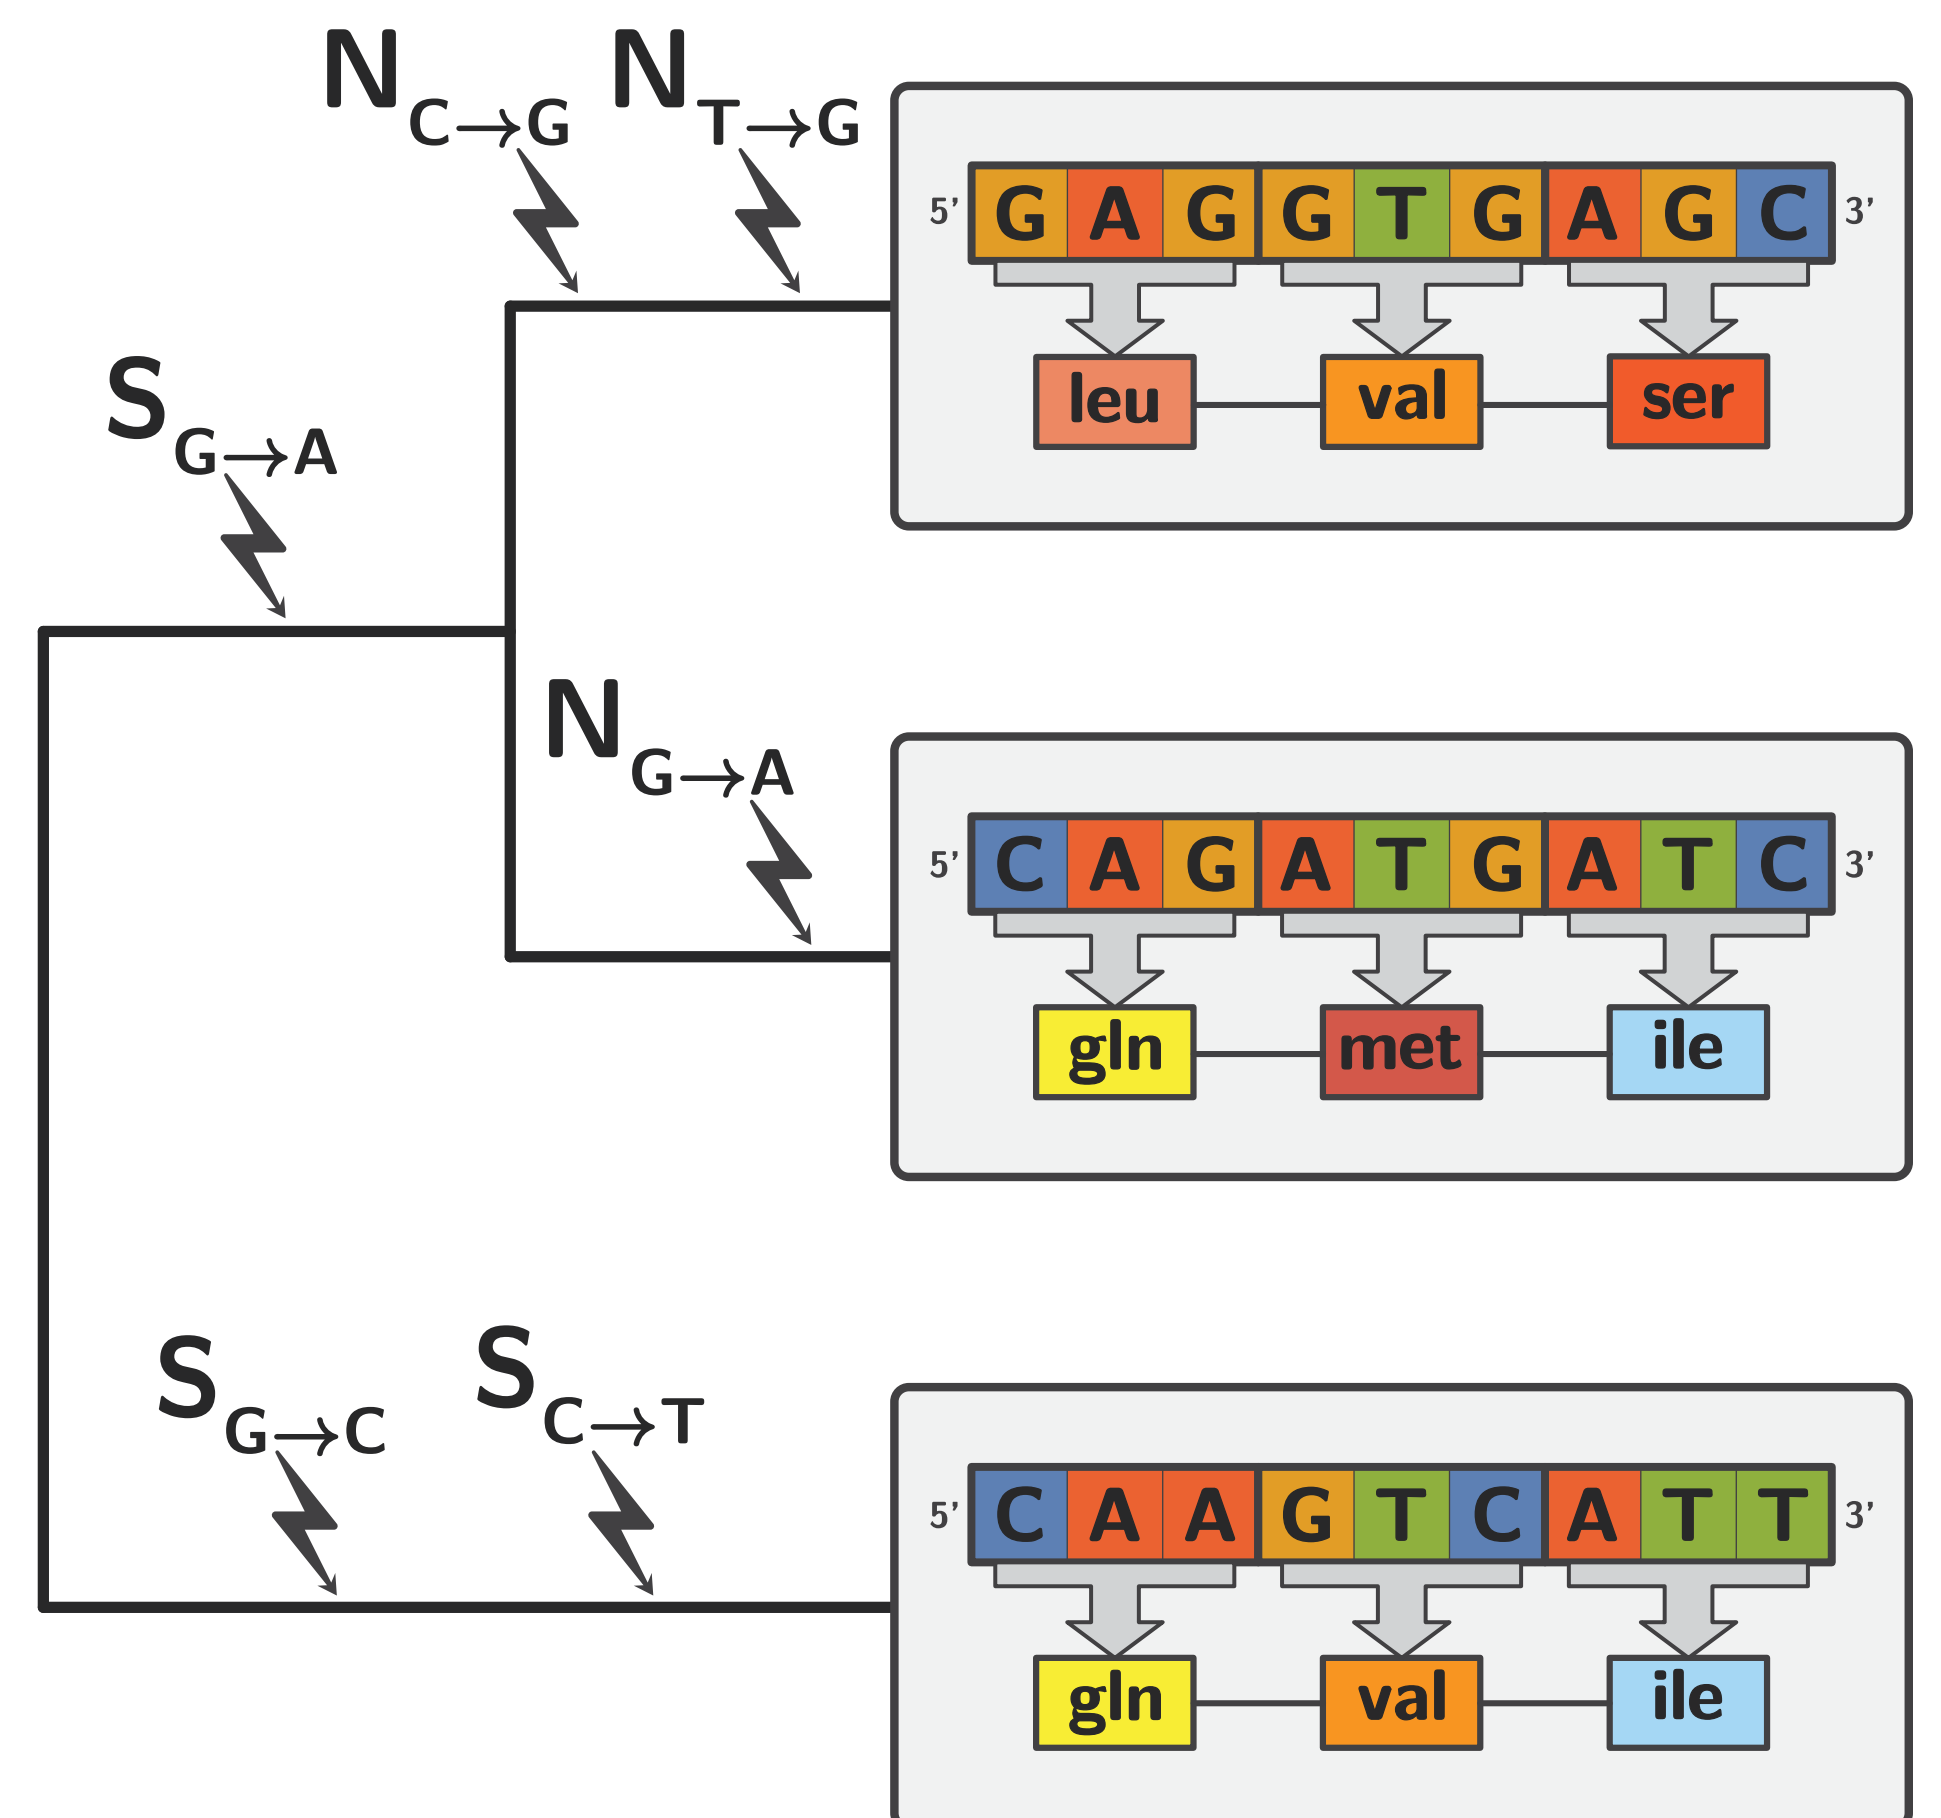 N C→G N T→G
5' G A G G T G A G C 3'
leu val ser
S G→A
N G→A
5' C A G A T G A T C 3'
gln met ile
S G→C S C→T
5' C A A G T C A T T 3'
gln val ile